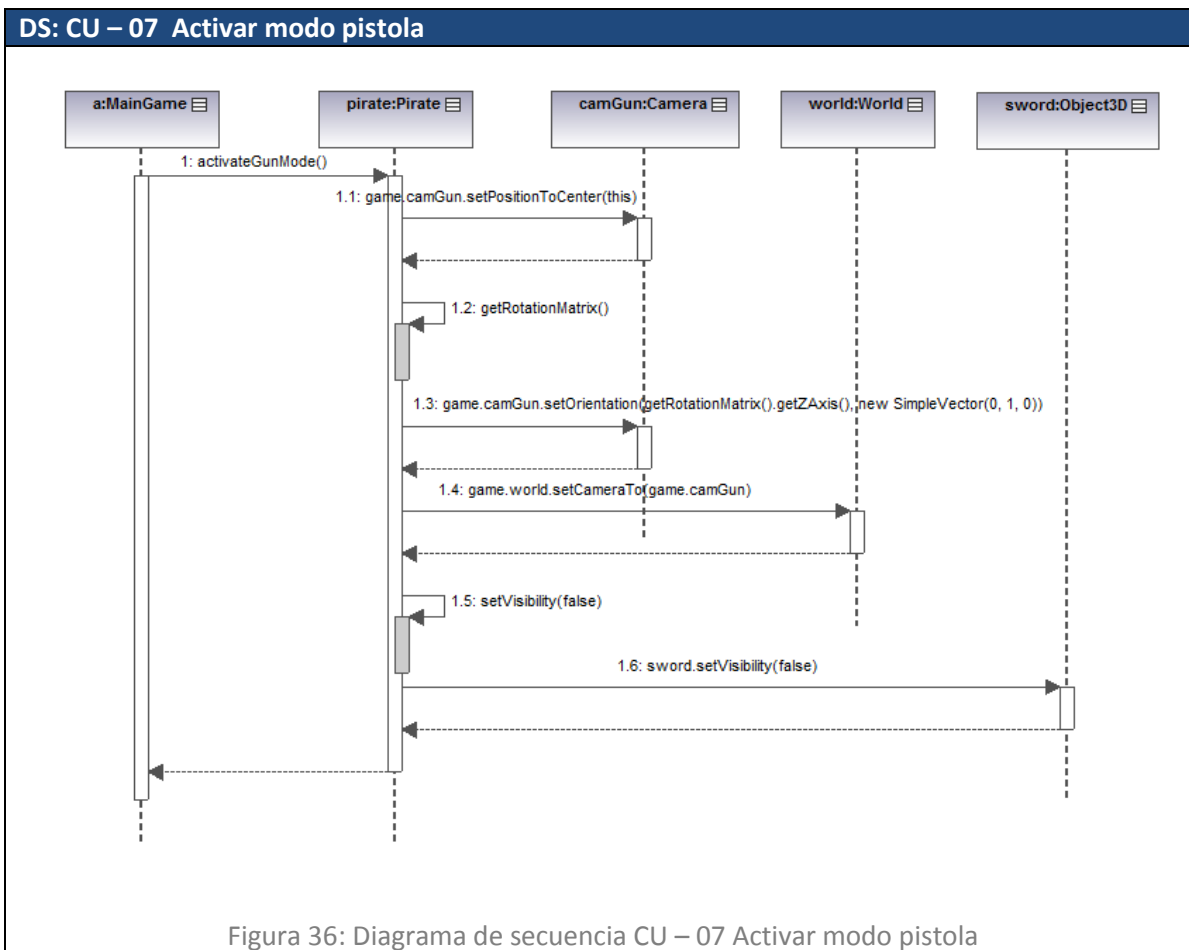 DS: CU – 07 Activar modo pistola
a:MainGame
pirate:Pirate
camGun:Camera
world:World
sword:Object3D
1: activateGunMode()
1.1: game.camGun.setPositionToCenter(this)
1.2: getRotationMatrix()
1.3: game.camGun.setOrientation(getRotationMatrix().getZAxis(), new SimpleVector(0, 1, 0))
1.4: game.world.setCameraTo(game.camGun)
1.5: setVisibility(false)
1.6: sword.setVisibility(false)
Figura 36: Diagrama de secuencia CU – 07 Activar modo pistola